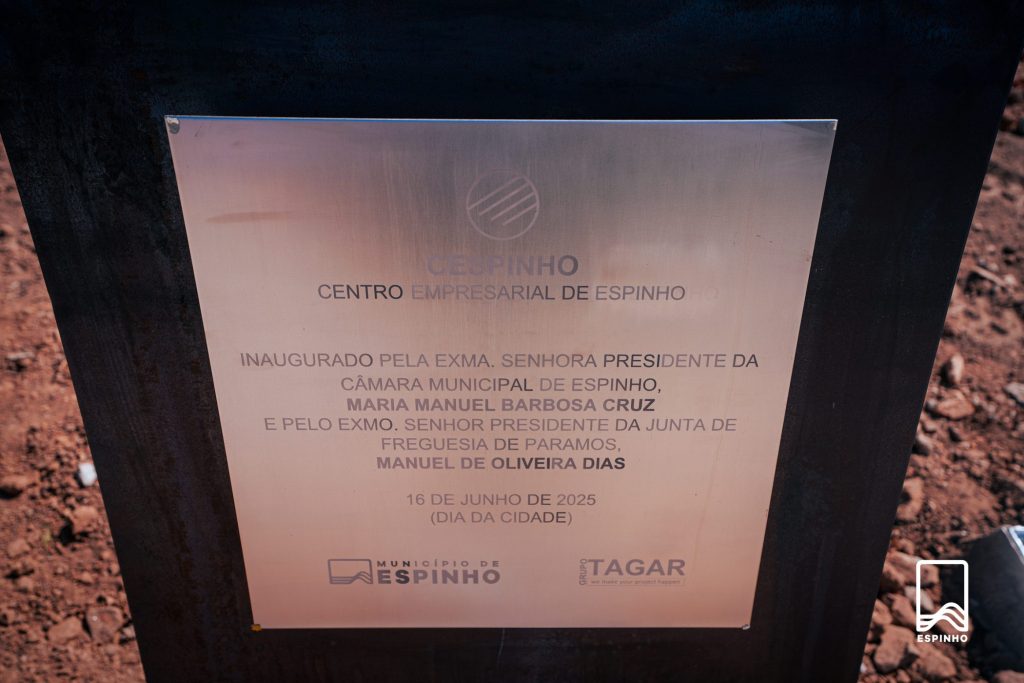 CESPINHO
CENTRO EMPRESARIAL DE ESPINHO
INAUGURADO PELA EXMA. SENHORA PRESIDENTE DA
CÂMARA MUNICIPAL DE ESPINHO,
MARIA MANUEL BARBOSA CRUZ
E PELO EXMO. SENHOR PRESIDENTE DA JUNTA DE
FREGUESIA DE PARAMOS,
MANUEL DE OLIVEIRA DIAS
16 DE JUNHO DE 2025
(DIA DA CIDADE)
MUNICÍPIO DE
ESPINHO
GRUPO
TAGAR
we make your project happen
ESPINHO